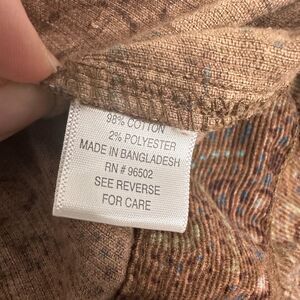 98% COTTON
2% POLYESTER
MADE IN BANGLADESH
RN # 96502
SEE REVERSE
FOR CARE